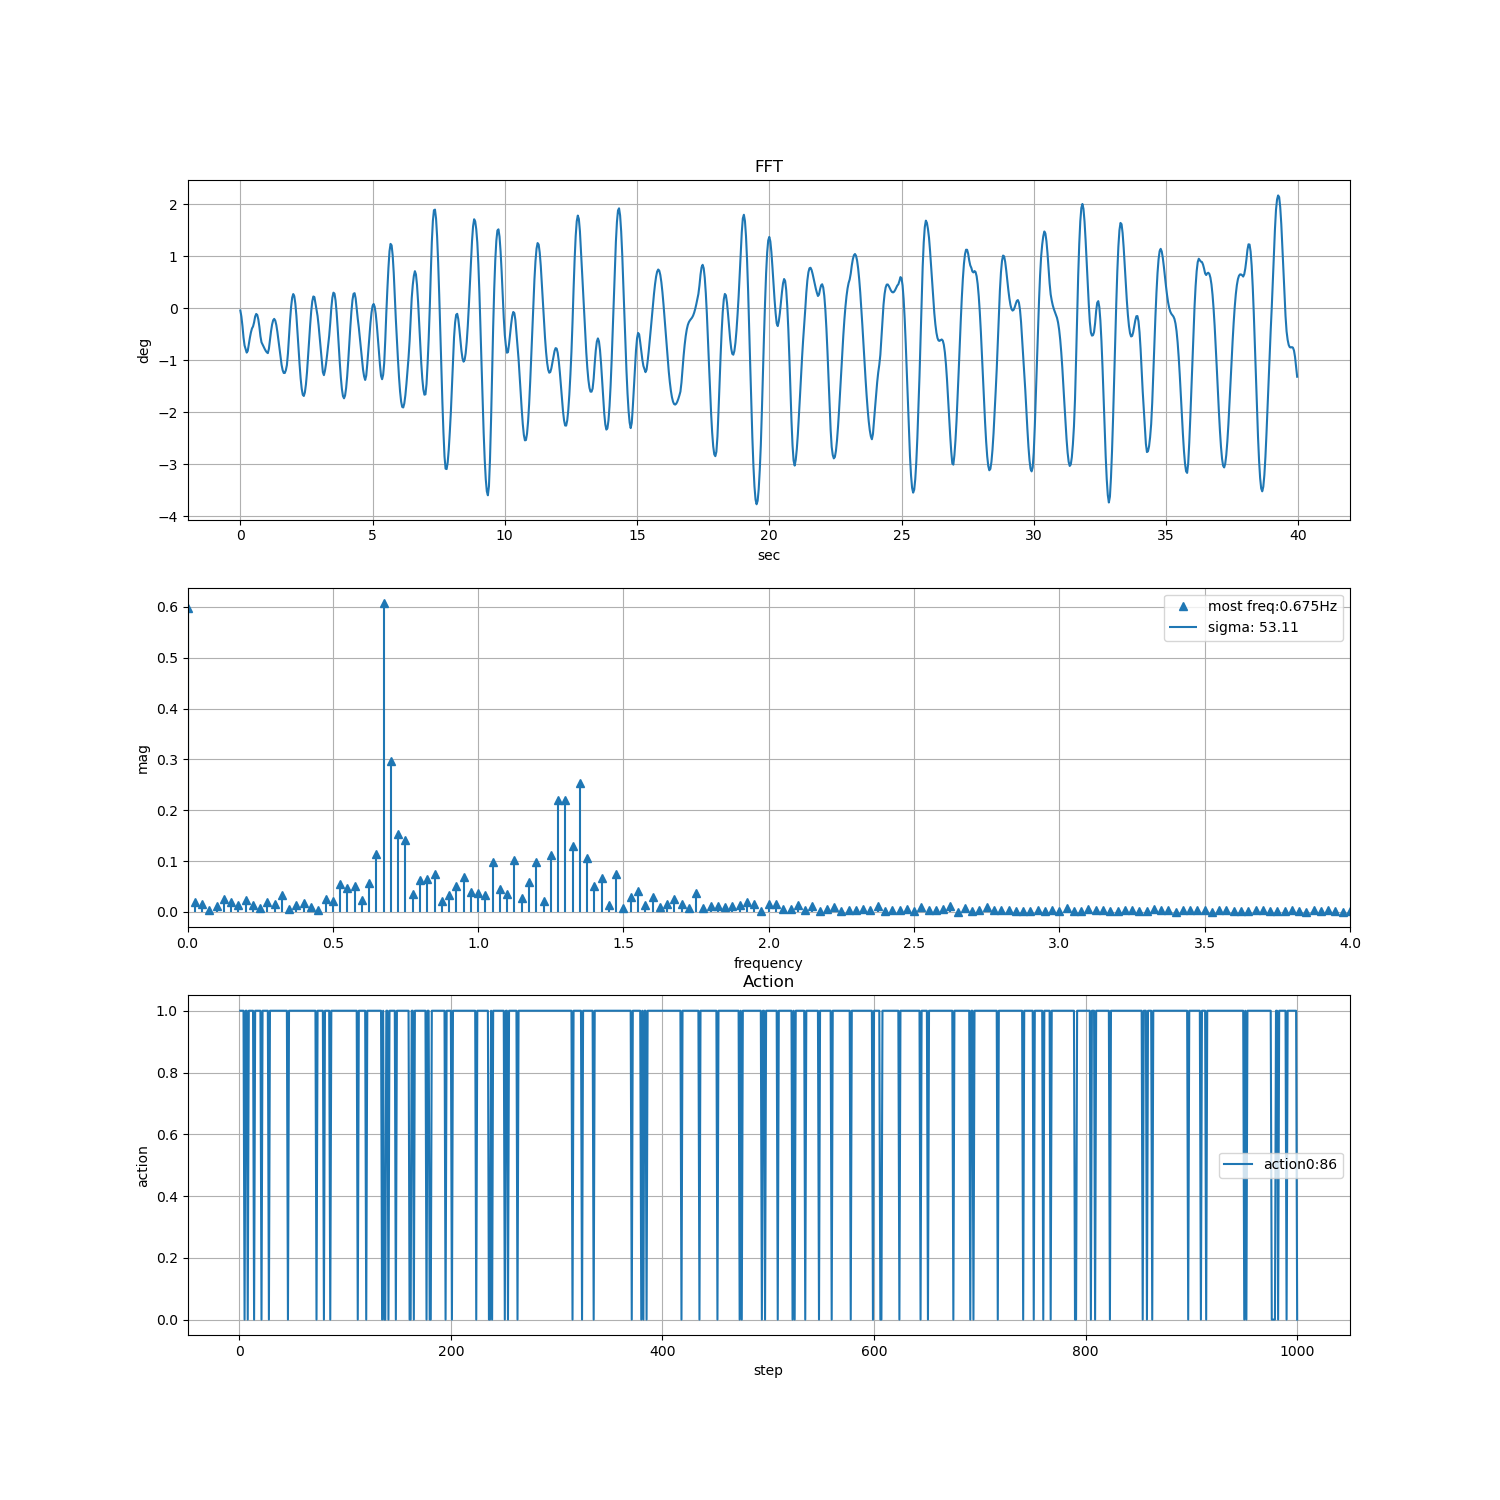 FFT
2
1
0
−1
−2
−3
−4
deg
0 5 10 15 20 25 30 35 40
sec
0.6
0.5
0.4
0.3
0.2
0.1
0.0
mag
most freq:0.675Hz
sigma: 53.11
0.0 0.5 1.0 1.5 2.0 2.5 3.0 3.5 4.0
frequency
Action
1.0
0.8
0.6
0.4
0.2
0.0
action
action0:86
0 200 400 600 800 1000
step